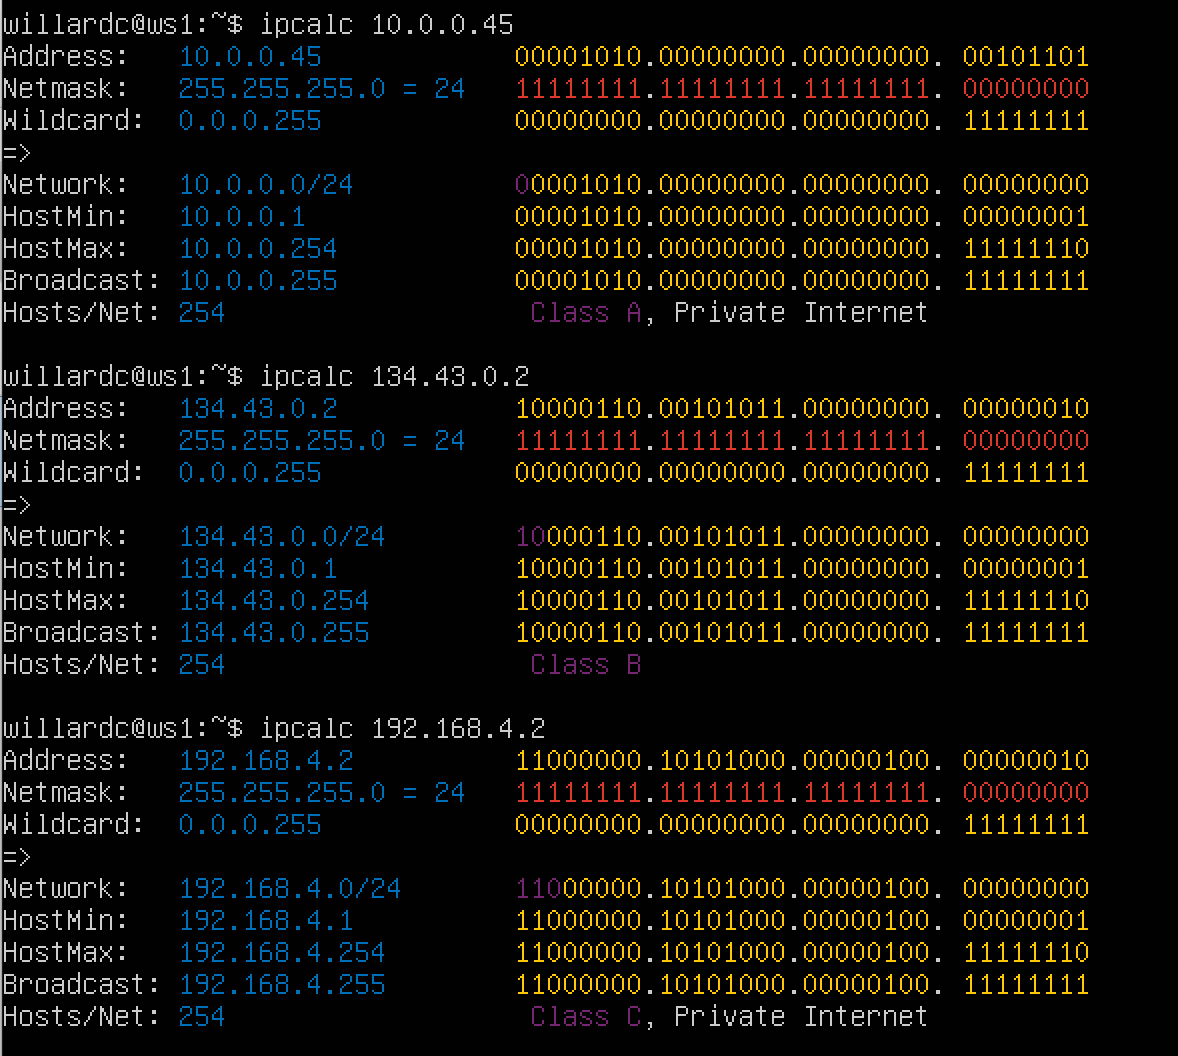 willardc@ws1:~$ ipcalc 10.0.0.45
Address:   10.0.0.45            00001010.00000000.00000000. 00101101
Netmask:   255.255.255.0 = 24   11111111.11111111.11111111. 00000000
Wildcard:  0.0.0.255            00000000.00000000.00000000. 11111111
=>
Network:   10.0.0.0/24          00001010.00000000.00000000. 00000000
HostMin:   10.0.0.1             00001010.00000000.00000000. 00000001
HostMax:   10.0.0.254           00001010.00000000.00000000. 11111110
Broadcast: 10.0.0.255           00001010.00000000.00000000. 11111111
Hosts/Net: 254                   Class A, Private Internet

willardc@ws1:~$ ipcalc 134.43.0.2
Address:   134.43.0.2           10000110.00101011.00000000. 00000010
Netmask:   255.255.255.0 = 24   11111111.11111111.11111111. 00000000
Wildcard:  0.0.0.255            00000000.00000000.00000000. 11111111
=>
Network:   134.43.0.0/24        10000110.00101011.00000000. 00000000
HostMin:   134.43.0.1           10000110.00101011.00000000. 00000001
HostMax:   134.43.0.254         10000110.00101011.00000000. 11111110
Broadcast: 134.43.0.255         10000110.00101011.00000000. 11111111
Hosts/Net: 254                   Class B

willardc@ws1:~$ ipcalc 192.168.4.2
Address:   192.168.4.2          11000000.10101000.00000100. 00000010
Netmask:   255.255.255.0 = 24   11111111.11111111.11111111. 00000000
Wildcard:  0.0.0.255            00000000.00000000.00000000. 11111111
=>
Network:   192.168.4.0/24       11000000.10101000.00000100. 00000000
HostMin:   192.168.4.1          11000000.10101000.00000100. 00000001
HostMax:   192.168.4.254        11000000.10101000.00000100. 11111110
Broadcast: 192.168.4.255        11000000.10101000.00000100. 11111111
Hosts/Net: 254                   Class C, Private Internet